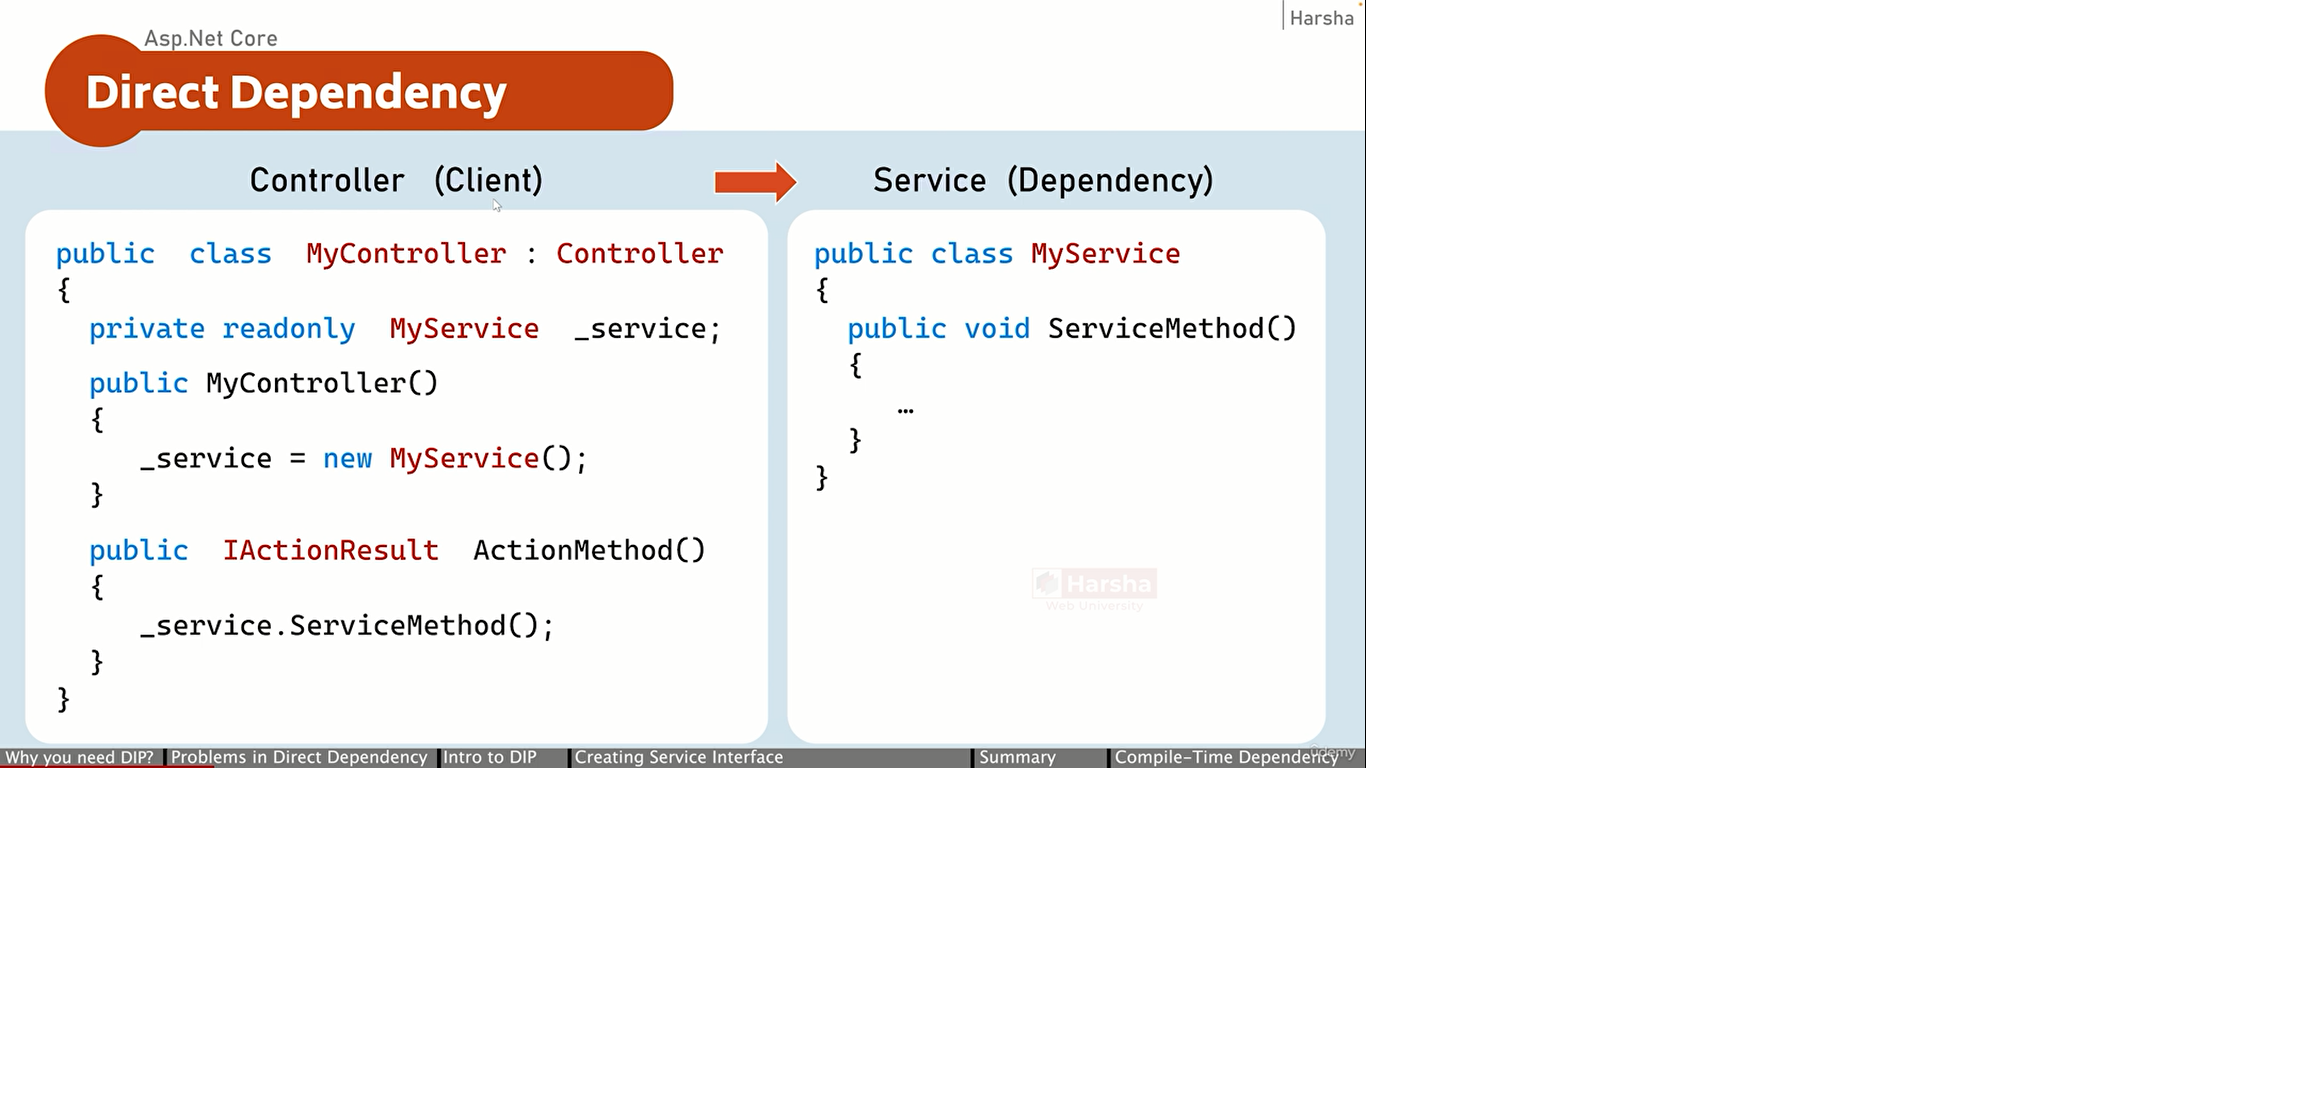 Harsha
Asp.Net Core
Direct Dependency
Controller (Client)
public class MyController : Controller
{
private readonly MyService _service;
public MyController()
{
_service = new MyService();
}
public IActionResult ActionMethod()
{
_service.ServiceMethod();
}
}
Service (Dependency)
public class MyService
{
public void ServiceMethod()
{
…
}
}
Harsha
Web University
Why you need DIP? Problems in Direct Dependency Intro to DIP Creating Service Interface Summary Compile-Time Dependency
ûdemy